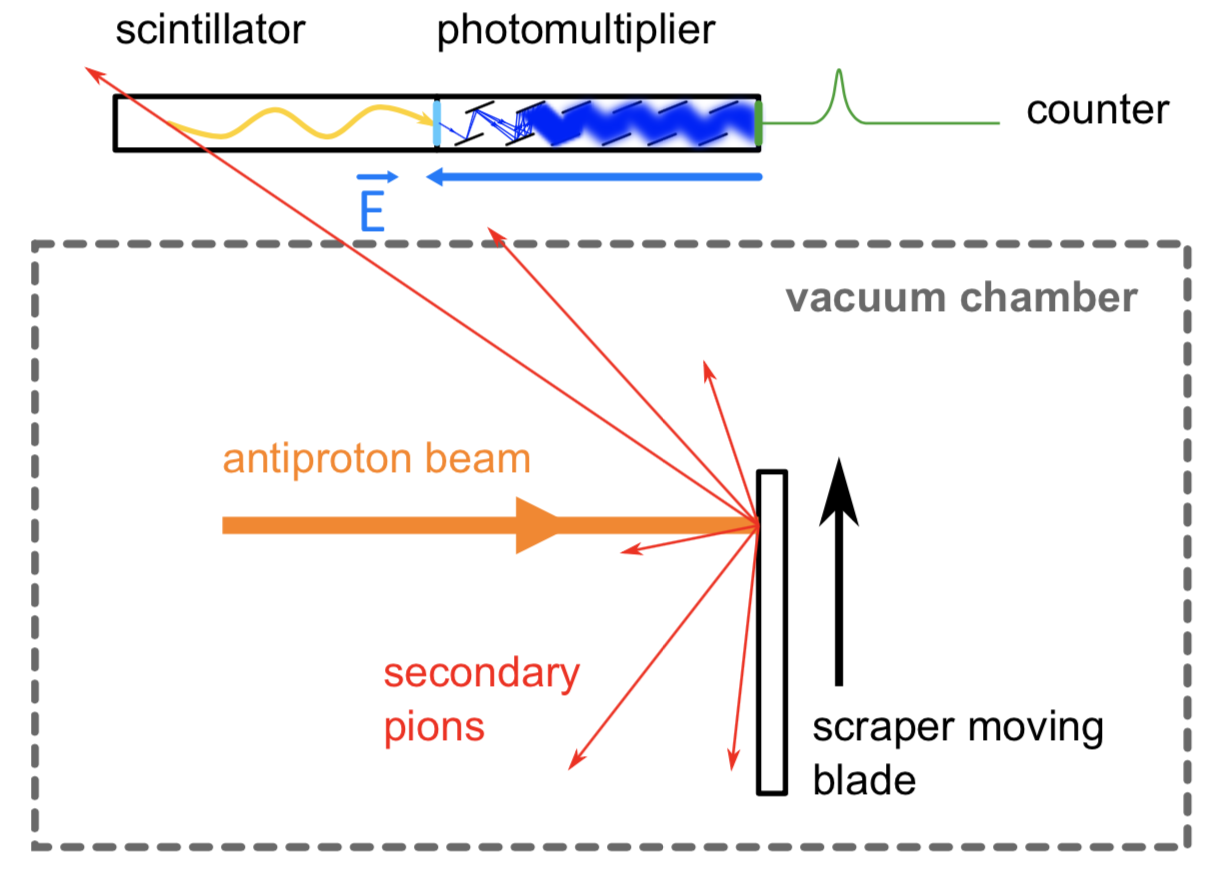 scintillator
photomultiplier
counter
E
vacuum chamber
antiproton beam
secondary
pions
scraper moving
blade